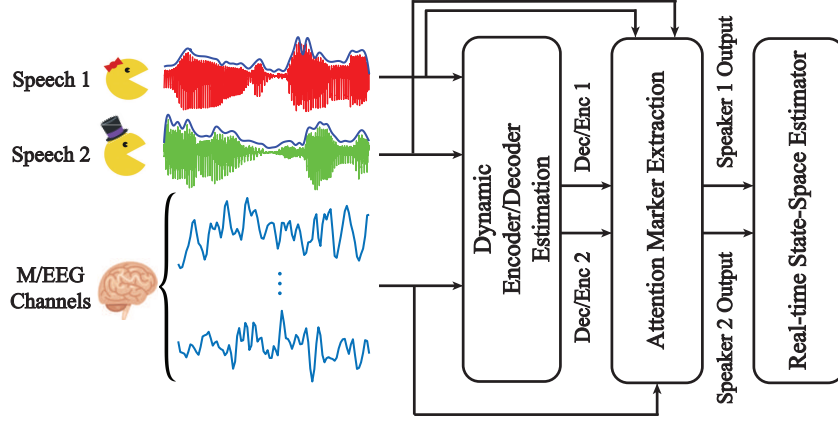 Speech 1
Speech 2
M/EEG
Channels
Dynamic
Encoder/Decoder
Estimation
Dec/Enc 1
Dec/Enc 2
Attention Marker Extraction
Speaker 1 Output
Speaker 2 Output
Real-time State-Space Estimator